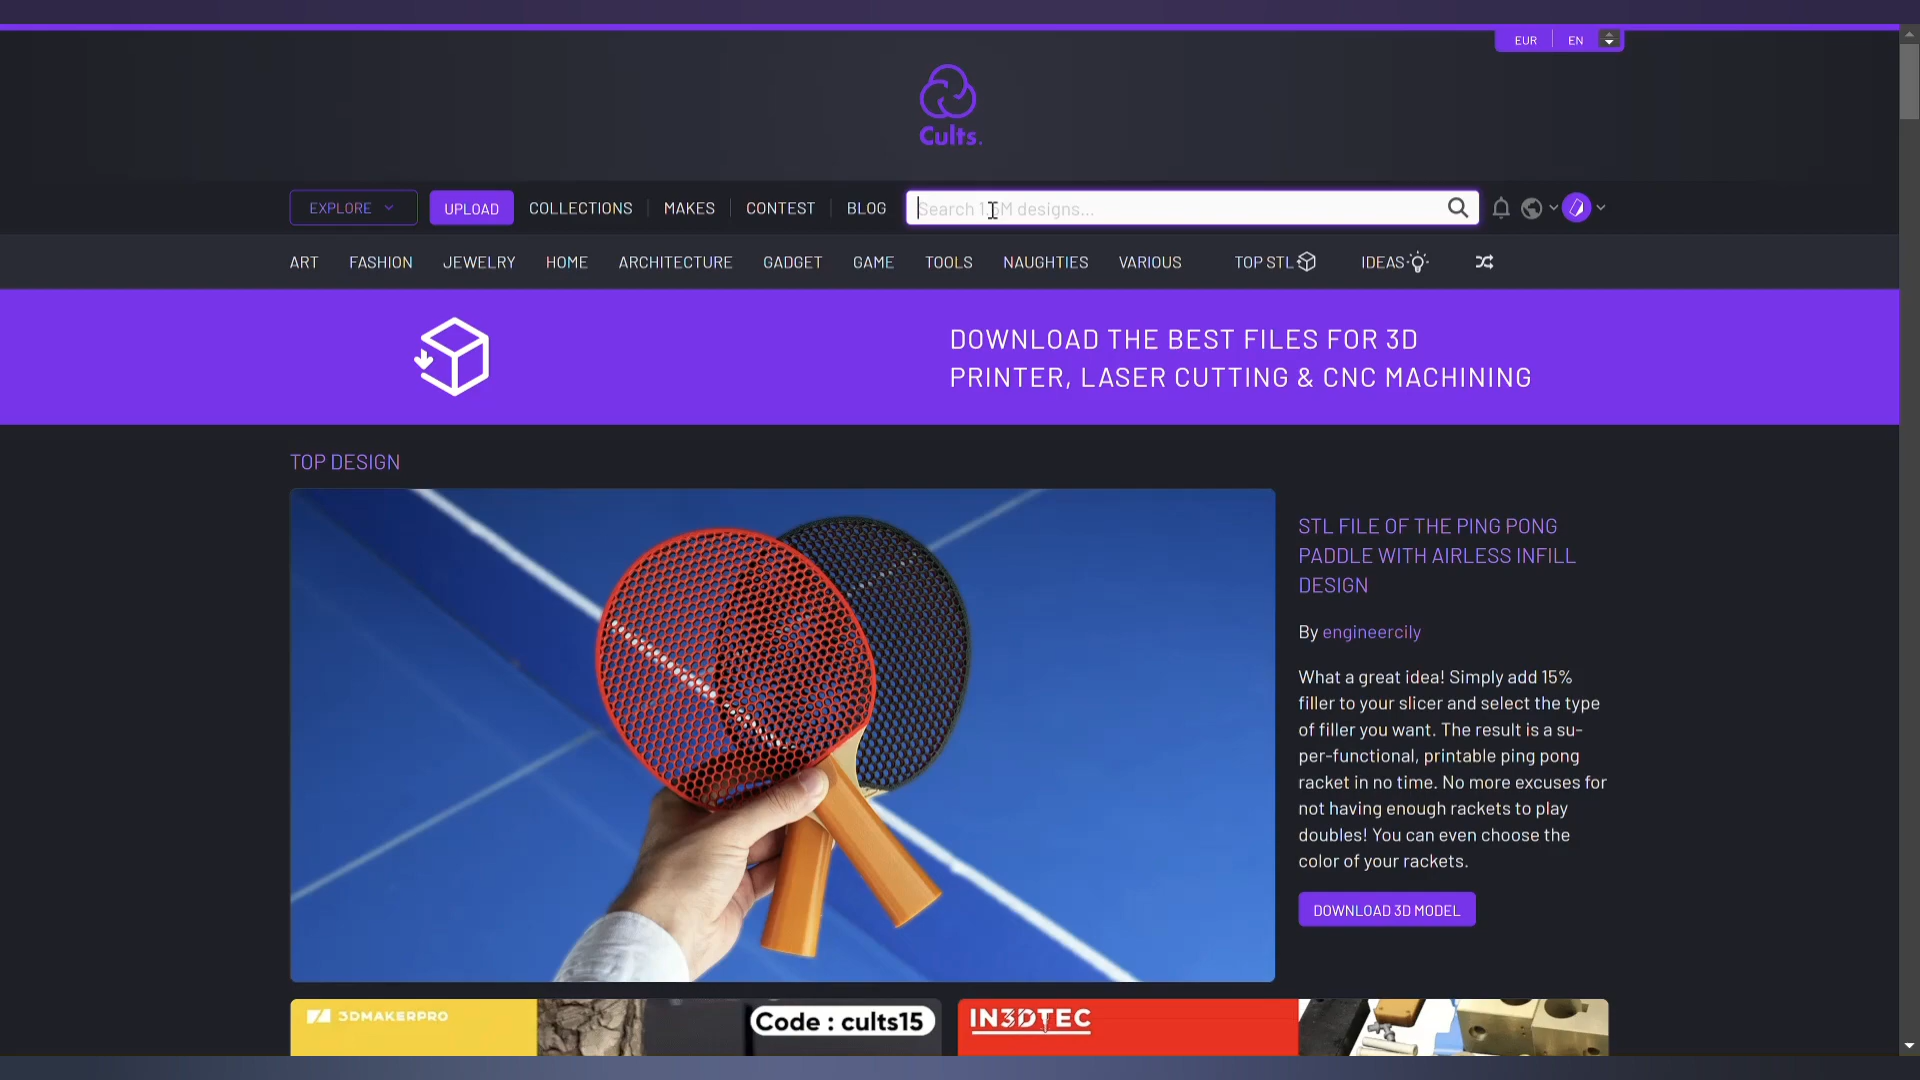 EUR
EN
Cults.
EXPLORE
UPLOAD
COLLECTIONS
MAKES
CONTEST
BLOG
Search designs...
ART
FASHION
JEWELRY
HOME
ARCHITECTURE
GADGET
GAME
TOOLS
NAUGHTIES
VARIOUS
TOP STL
IDEAS
DOWNLOAD THE BEST FILES FOR 3D
PRINTER, LASER CUTTING & CNC MACHINING
TOP DESIGN
STL FILE OF THE PING PONG
PADDLE WITH AIRLESS INFILL
DESIGN
By engineercily
What a great idea! Simply add 15%
filler to your slicer and select the type
of filler you want. The result is a su-
per-functional, printable ping pong
racket in no time. No more excuses for
not having enough rackets to play
doubles! You can even choose the
color of your rackets.
DOWNLOAD 3D MODEL
3DMAKERPRO
Code : cults15
IN3DTEC